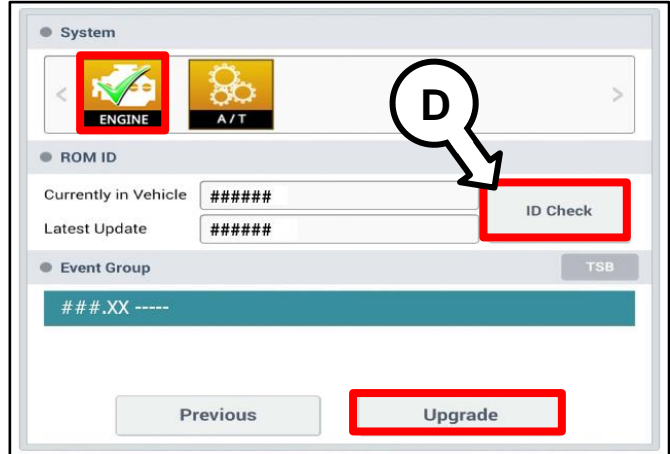 System
ENGINE
A/T
D
ROM ID
Currently in Vehicle ######
ID Check
Latest Update ######
Event Group TSB
###.XX -----
Previous Upgrade